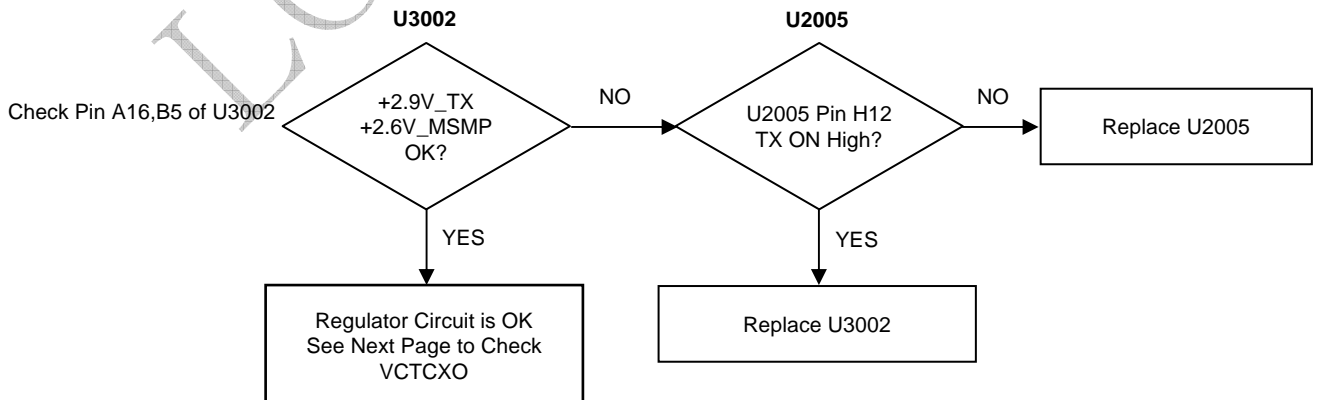 U3002
U2005
Check Pin A16,B5 of U3002
+2.9V_TX
+2.6V_MSMP
OK?
NO
U2005 Pin H12
TX ON High?
NO
Replace U2005
YES
YES
Regulator Circuit is OK
See Next Page to Check
VCTCXO
Replace U3002